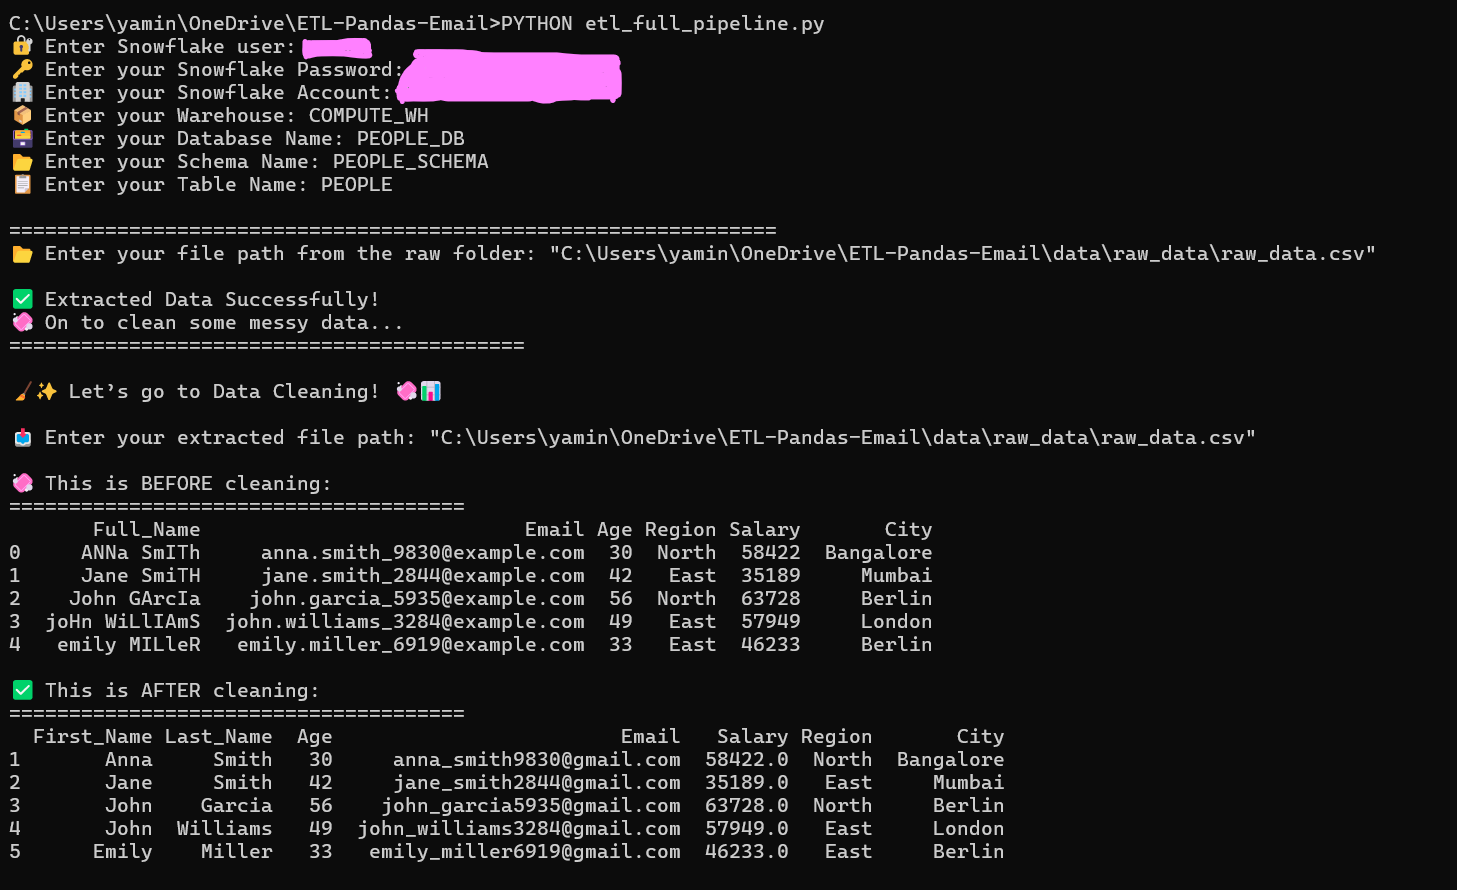 C:\Users\yamin\OneDrive\ETL-Pandas-Email>PYTHON etl_full_pipeline.py
🔐 Enter Snowflake user:
🔑 Enter your Snowflake Password:
🏢 Enter your Snowflake Account:
📦 Enter your Warehouse: COMPUTE_WH
🗃️ Enter your Database Name: PEOPLE_DB
📂 Enter your Schema Name: PEOPLE_SCHEMA
📋 Enter your Table Name: PEOPLE
================================================================
📂 Enter your file path from the raw folder: "C:\Users\yamin\OneDrive\ETL-Pandas-Email\data\raw_data\raw_data.csv"
✅ Extracted Data Successfully!
🧼 On to clean some messy data...
===========================================
🧹✨ Let’s go to Data Cleaning! 🧼📊
📥 Enter your extracted file path: "C:\Users\yamin\OneDrive\ETL-Pandas-Email\data\raw_data\raw_data.csv"
🧼 This is BEFORE cleaning:
======================================
Full_Name Email Age Region Salary City
0 ANNa SmITh anna.smith_9830@example.com 30 North 58422 Bangalore
1 Jane SmiTH jane.smith_2844@example.com 42 East 35189 Mumbai
2 John GArcIa john.garcia_5935@example.com 56 North 63728 Berlin
3 joHn WiLlIAmS john.williams_3284@example.com 49 East 57949 London
4 emily MILleR emily.miller_6919@example.com 33 East 46233 Berlin
✅ This is AFTER cleaning:
======================================
First_Name Last_Name Age Email Salary Region City
1 Anna Smith 30 anna_smith9830@gmail.com 58422.0 North Bangalore
2 Jane Smith 42 jane_smith2844@gmail.com 35189.0 East Mumbai
3 John Garcia 56 john_garcia5935@gmail.com 63728.0 North Berlin
4 John Williams 49 john_williams3284@gmail.com 57949.0 East London
5 Emily Miller 33 emily_miller6919@gmail.com 46233.0 East Berlin